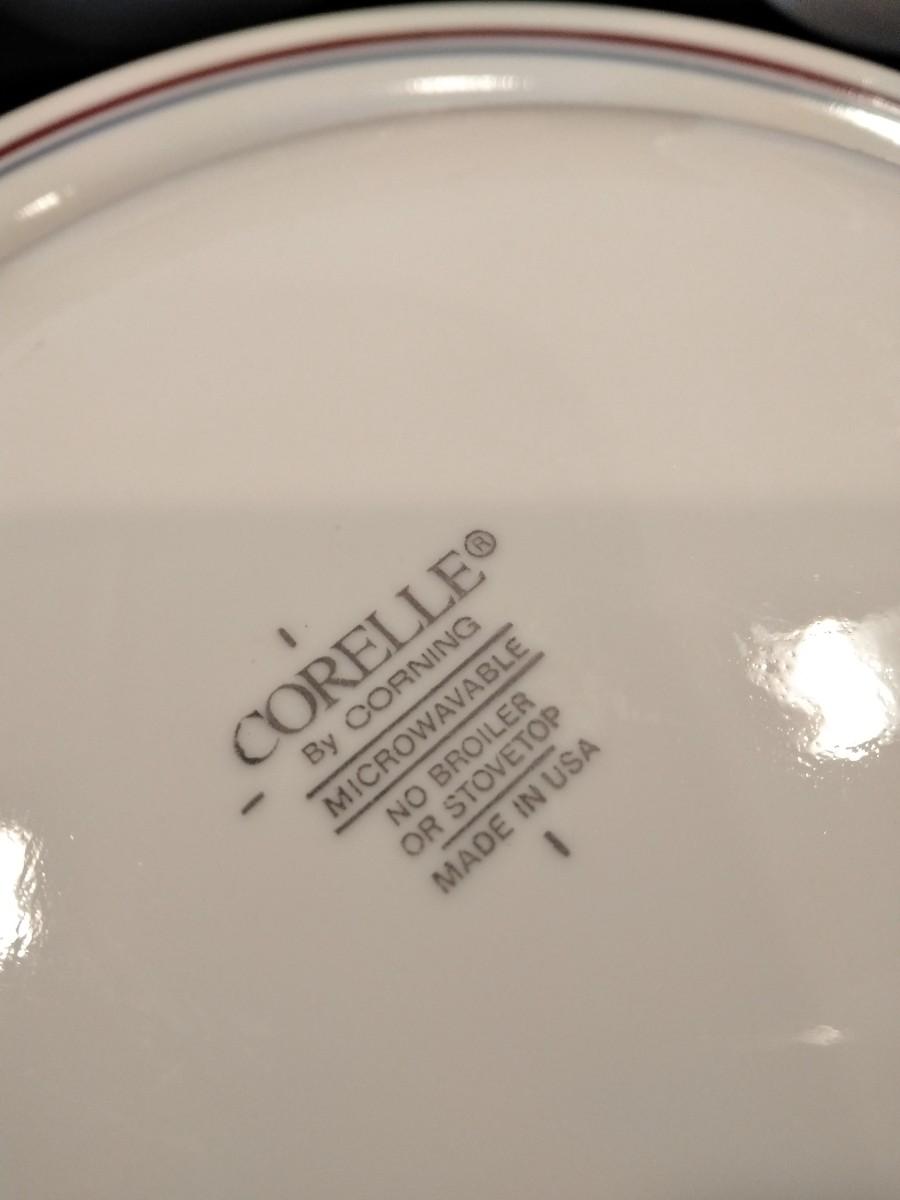 CORELLE®
By CORNING
MICROWAVABLE
NO BROILER
OR STOVETOP
MADE IN USA